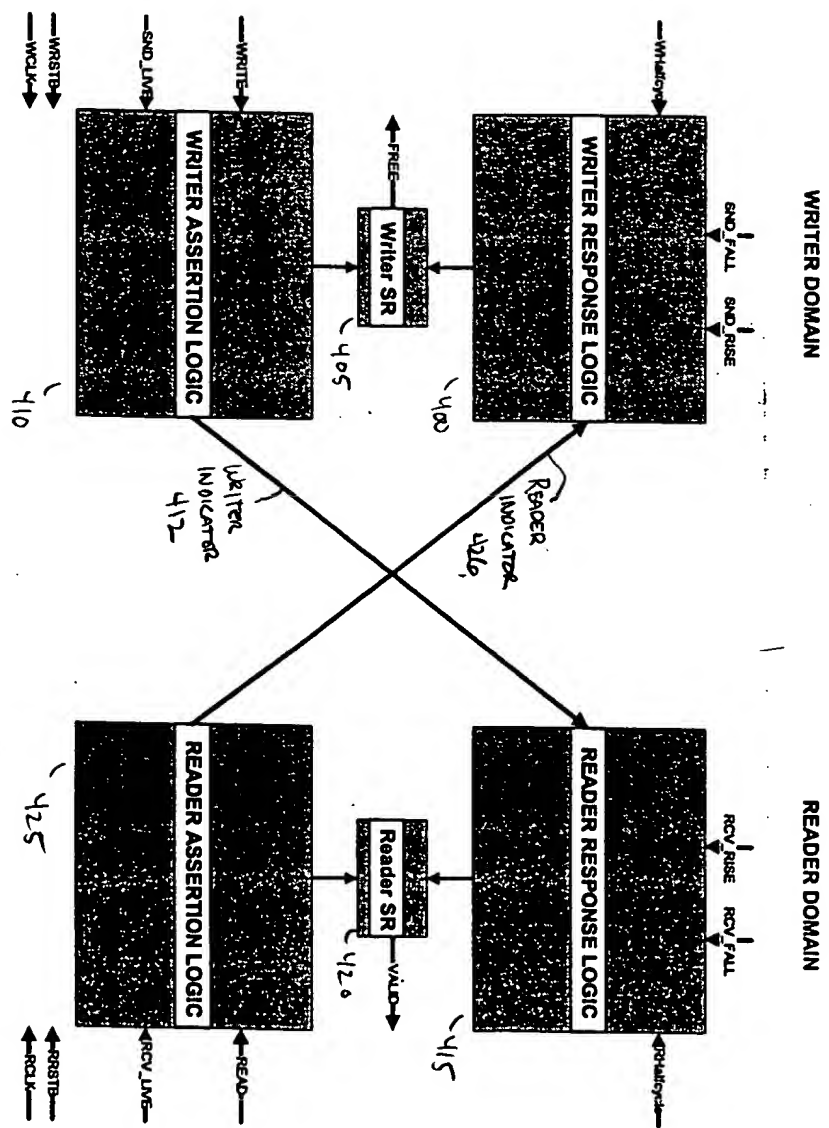 WRITER DOMAIN
READER DOMAIN
SND_FALL
SND_RISE
RCV_RISE
RCV_FALL
WHalfcycle
WRITER RESPONSE LOGIC
400
READER RESPONSE LOGIC
415
RHalfcycle
READER
INDICATOR
426
FREE
Writer SR
405
Reader SR
420
VALID
WRITE
SND_LIVE
WRSTB
WCLK
WRITER ASSERTION LOGIC
410
WRITER
INDICATOR
412
READER ASSERTION LOGIC
425
READ
RCV_LIVE
RRSTB
RCLK